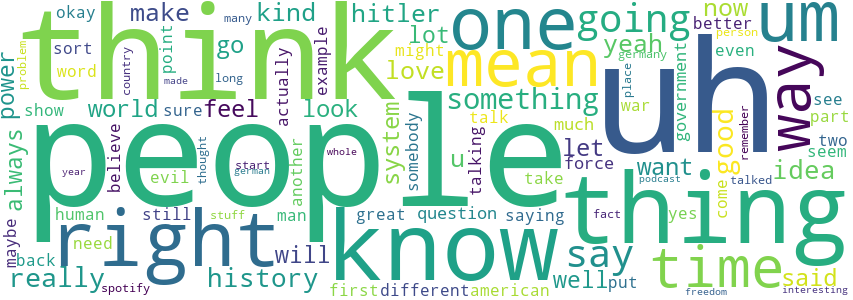 okay
make
kind
hitler
one
going
now
many
better
um
think
sort
go
lot
yeah
person
problem
word
country
point
example
might
mean
love
even
way
power
made
long
actually
place
germany
government
show
world
sure
feel
look
something
war
see
people
uh
system
somebody
talk
much
part
always
believe
thought
whole
u
talking
let
good
remember
two
start
another
force
want
idea
seem
year
evil
german
take
come
podcast
talked
human
still
stuff
man
great
question
saying
yes
thing
maybe
right
need
will
know
say
fact
time
said
back
really
history
well
put
spotify
first
different
american
freedom
interesting